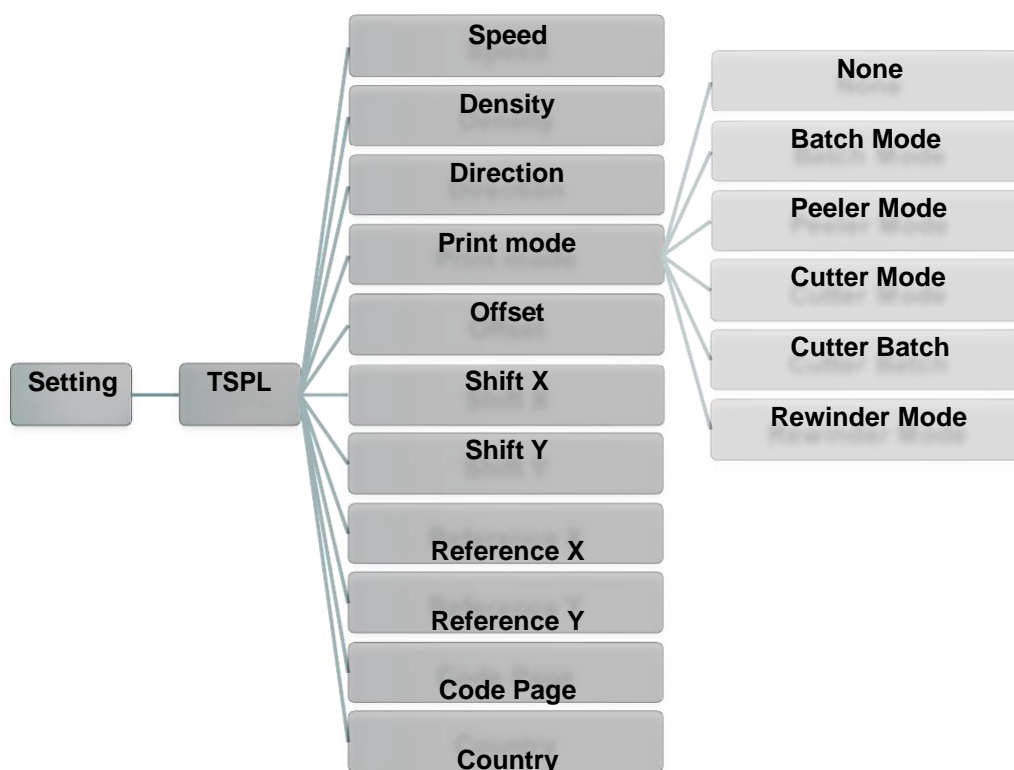 Setting
TSPL
Speed
Density
Direction
Print mode
Offset
Shift X
Shift Y
Reference X
Reference Y
Code Page
Country
None
Batch Mode
Peeler Mode
Cutter Mode
Cutter Batch
Rewinder Mode